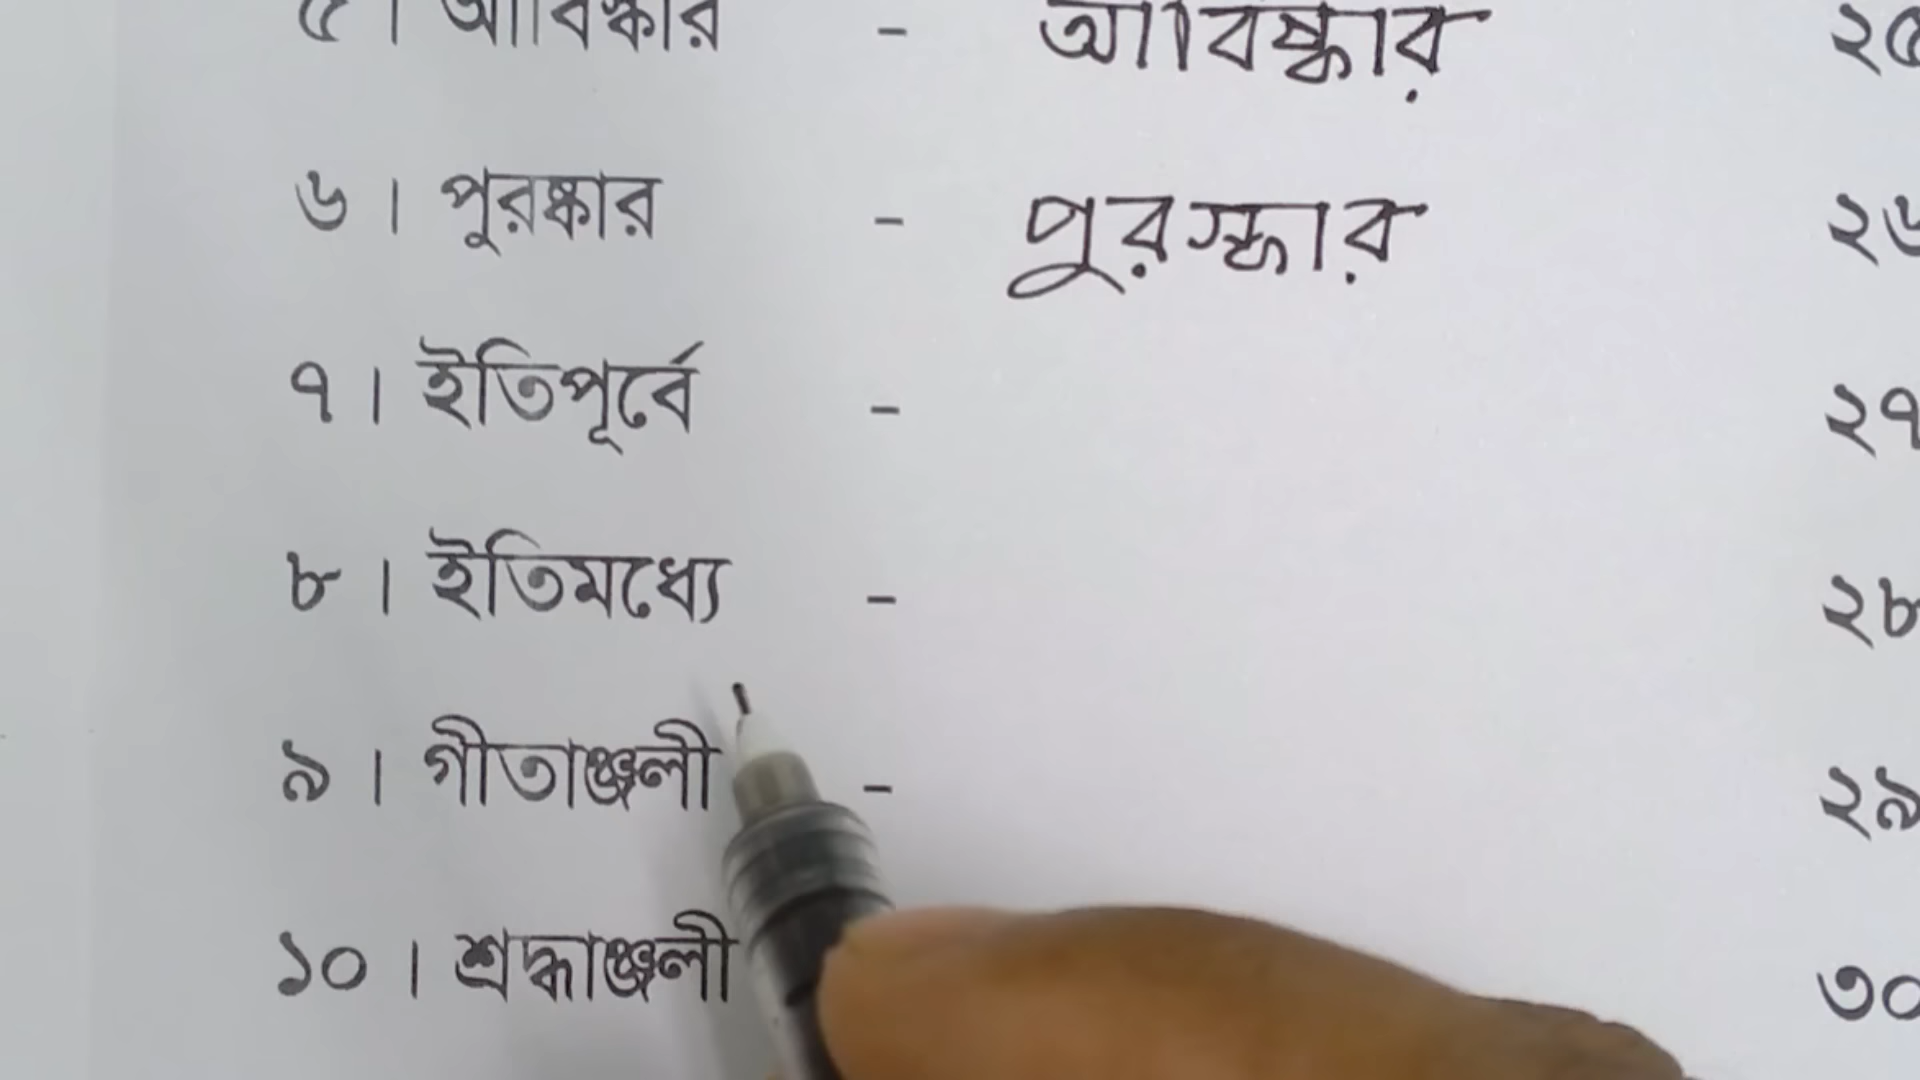 ৫। আবিস্কার - আবিষ্কার ২৫
৬। পুরষ্কার - পুরস্কার ২৬
৭। ইতিপূর্বে - ২৭
৮। ইতিমধ্যে - ২৮
৯। গীতাঞ্জলী - ২৯
১০। শ্রদ্ধাঞ্জলী ৩০